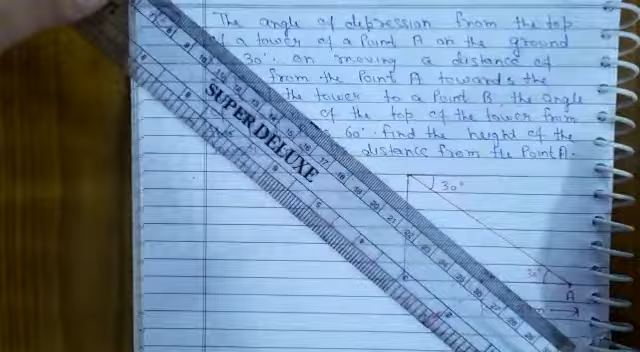 The angle of depression from the top
of a tower of a Point A on the ground
30°. on moving a distance of
from the Point A towards the
the tower to a Point B, the angle
of the top of the tower from
60°. find the height of the
distance from the Point A.
SUPER DELUXE
30°
30°
A